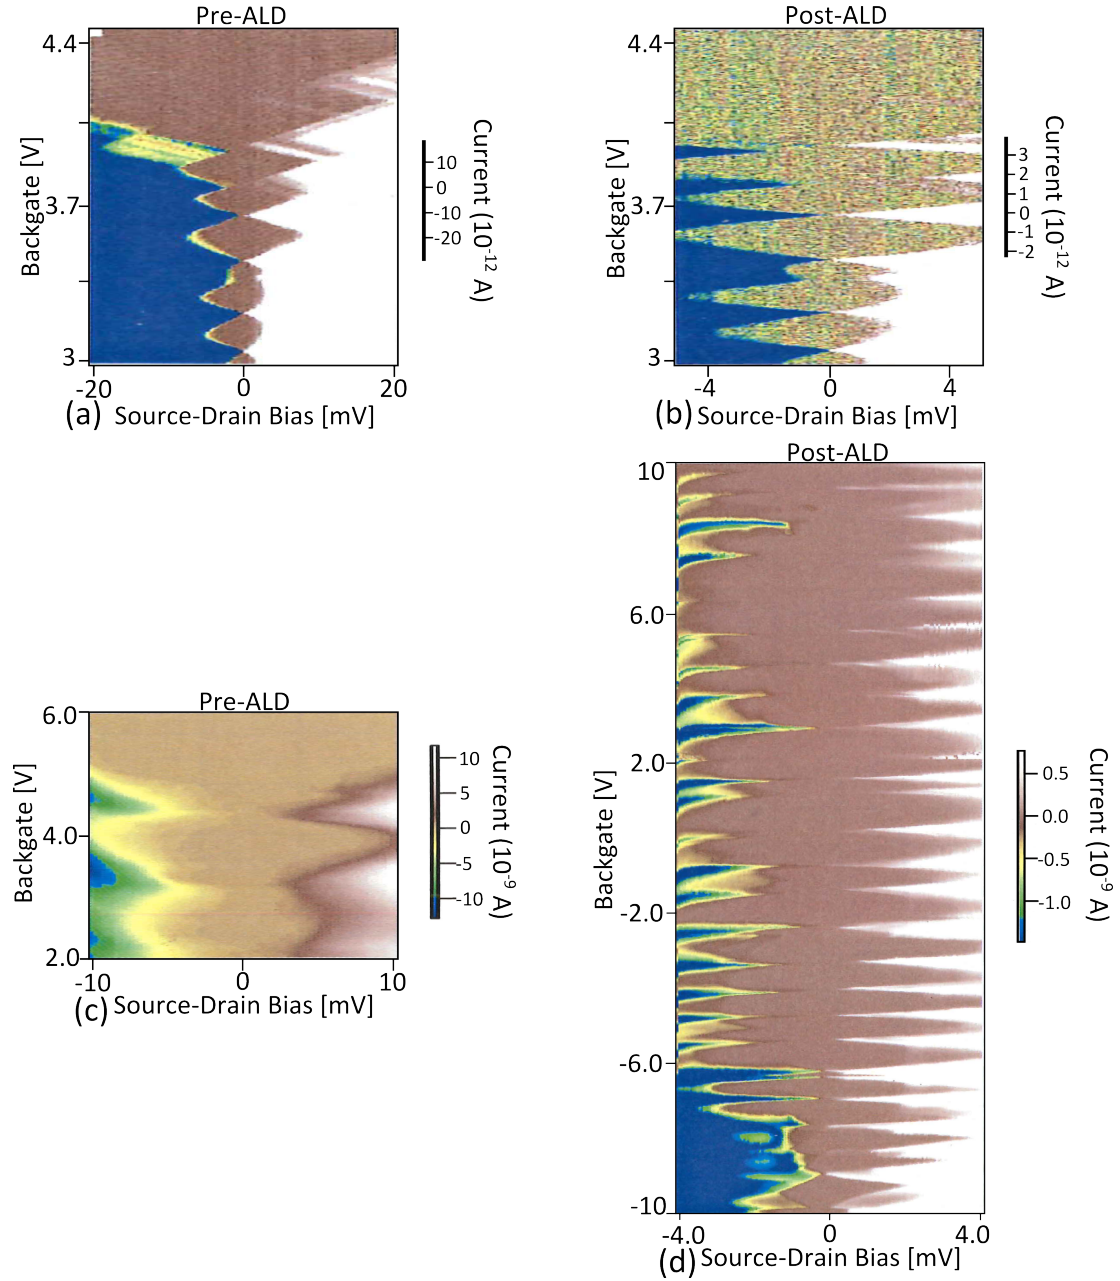 Pre-ALD
4.4
3.7
3
Backgate [V]
-20
0
20
(a) Source-Drain Bias [mV]
10
0
-10
-20
Current (10-12 A)
Post-ALD
4.4
3.7
3
Backgate [V]
-4
0
4
(b) Source-Drain Bias [mV]
3
2
1
0
-1
-2
Current (10-12 A)
Pre-ALD
6.0
4.0
2.0
Backgate [V]
-10
0
10
(c) Source-Drain Bias [mV]
10
5
0
-5
-10
Current (10-9 A)
Post-ALD
10
6.0
2.0
-2.0
-6.0
-10
Backgate [V]
-4.0
0
4.0
(d) Source-Drain Bias [mV]
0.5
0.0
-0.5
-1.0
Current (10-9 A)